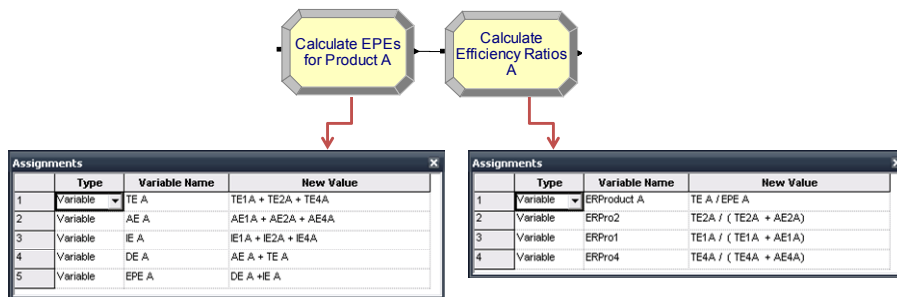 Calculate EPEs
for Product A
Calculate
Efficiency Ratios
A
Assignments x
Type Variable Name New Value
1 Variable TE A TE1A + TE2A + TE4A
2 Variable AE A AE1A + AE2A + AE4A
3 Variable IE A IE1A + IE2A + IE4A
4 Variable DE A AE A + TE A
5 Variable EPE A DE A +IE A
Assignments x
Type Variable Name New Value
1 Variable ERProduct A TE A / EPE A
2 Variable ERPro2 TE2A / ( TE2A + AE2A)
3 Variable ERPro1 TE1A / ( TE1A + AE1A)
4 Variable ERPro4 TE4A / ( TE4A + AE4A)